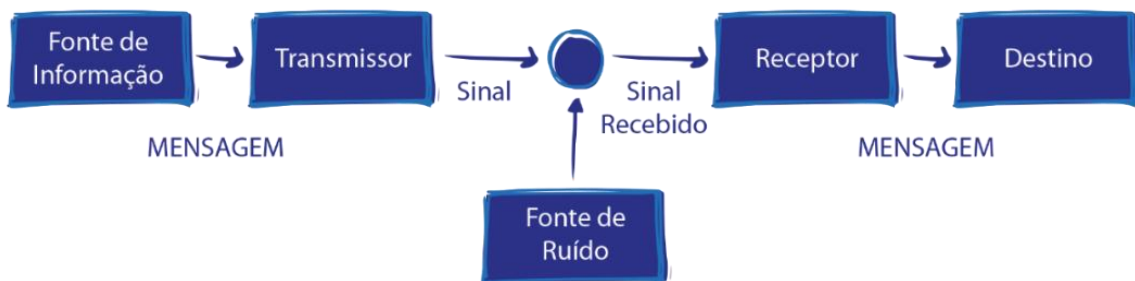 Fonte de
Informação
Transmissor
Sinal
Sinal
Recebido
Receptor
Destino
MENSAGEM
MENSAGEM
Fonte de
Ruído